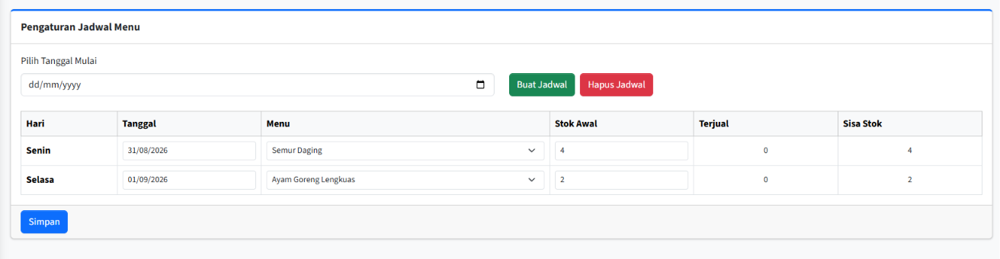 Pengaturan Jadwal Menu
Pilih Tanggal Mulai
dd/mm/yyyy Buat Jadwal Hapus Jadwal
Hari Tanggal Menu Stok Awal Terjual Sisa Stok
Senin 31/08/2026 Semur Daging 4 0 4
Selasa 01/09/2026 Ayam Goreng Lengkuas 2 0 2
Simpan